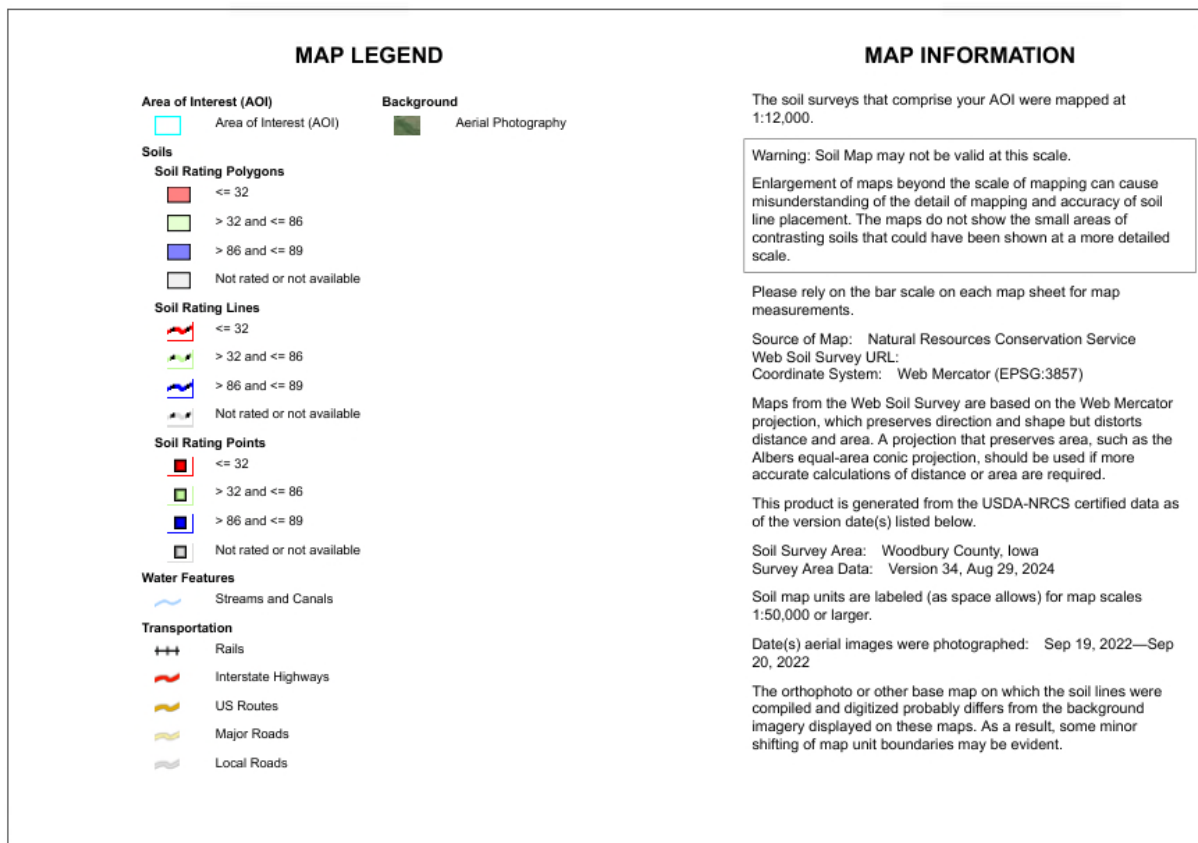 MAP LEGEND
Area of Interest (AOI)
Area of Interest (AOI)
Background
Aerial Photography
Soils
Soil Rating Polygons
<= 32
> 32 and <= 86
> 86 and <= 89
Not rated or not available
Soil Rating Lines
<= 32
> 32 and <= 86
> 86 and <= 89
Not rated or not available
Soil Rating Points
<= 32
> 32 and <= 86
> 86 and <= 89
Not rated or not available
Water Features
Streams and Canals
Transportation
Rails
Interstate Highways
US Routes
Major Roads
Local Roads
MAP INFORMATION
The soil surveys that comprise your AOI were mapped at
1:12,000.
Warning: Soil Map may not be valid at this scale.
Enlargement of maps beyond the scale of mapping can cause
misunderstanding of the detail of mapping and accuracy of soil
line placement. The maps do not show the small areas of
contrasting soils that could have been shown at a more detailed
scale.
Please rely on the bar scale on each map sheet for map
measurements.
Source of Map: Natural Resources Conservation Service
Web Soil Survey URL:
Coordinate System: Web Mercator (EPSG:3857)
Maps from the Web Soil Survey are based on the Web Mercator
projection, which preserves direction and shape but distorts
distance and area. A projection that preserves area, such as the
Albers equal-area conic projection, should be used if more
accurate calculations of distance or area are required.
This product is generated from the USDA-NRCS certified data as
of the version date(s) listed below.
Soil Survey Area: Woodbury County, Iowa
Survey Area Data: Version 34, Aug 29, 2024
Soil map units are labeled (as space allows) for map scales
1:50,000 or larger.
Date(s) aerial images were photographed: Sep 19, 2022—Sep
20, 2022
The orthophoto or other base map on which the soil lines were
compiled and digitized probably differs from the background
imagery displayed on these maps. As a result, some minor
shifting of map unit boundaries may be evident.